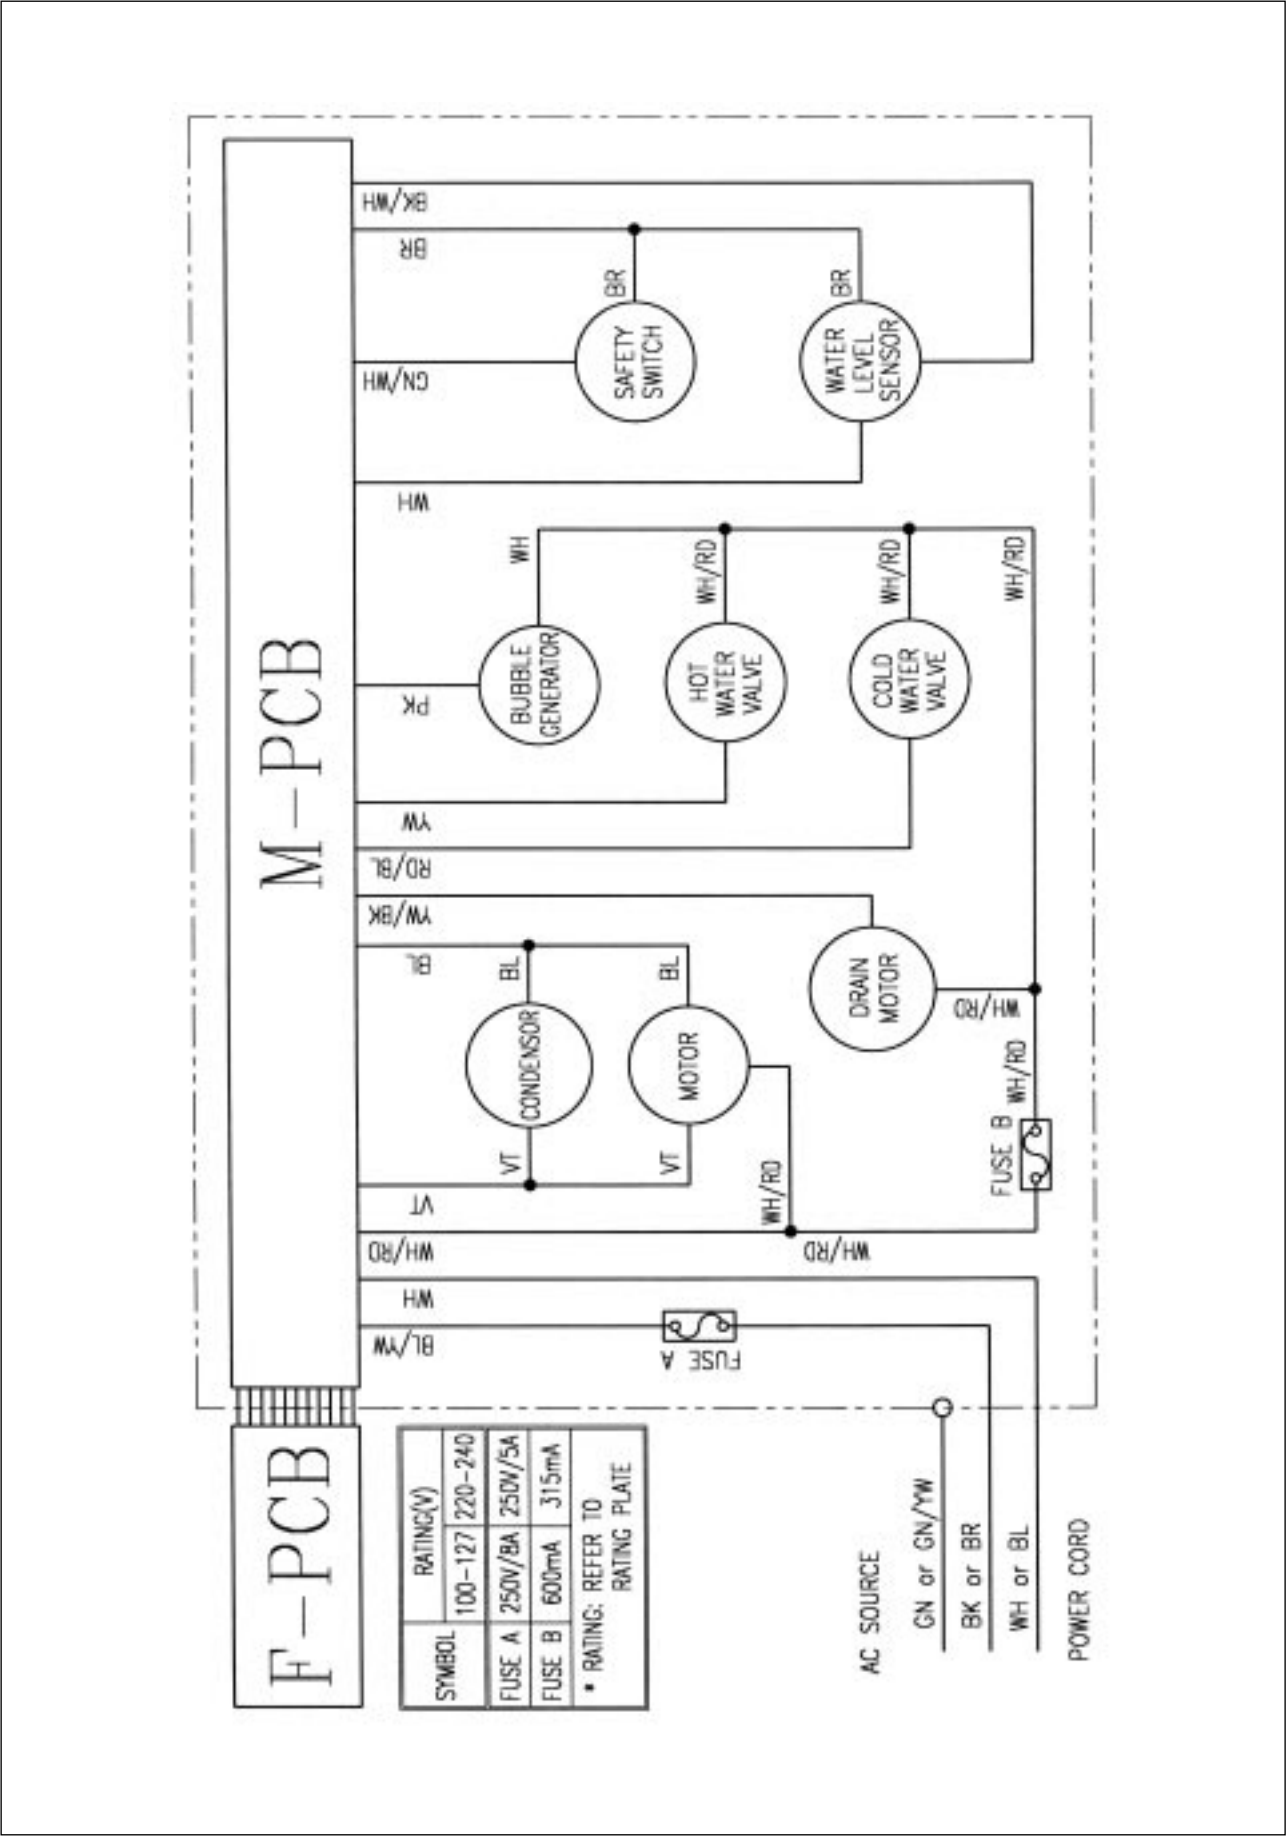 F-PCB
M-PCB
SYMBOL
RATING(V)
100-127
220-240
FUSE A
250V/8A
250V/5A
FUSE B
600mA
315mA
* RATING: REFER TO
RATING PLATE
AC SOURCE
GN or GN/YW
BK or BR
WH or BL
POWER CORD
BL/YW
WH
WH/RD
VT
BL
YW/BK
RD/BL
YW
PK
WH
GN/WH
BR
BK/WH
FUSE A
VT
CONDENSOR
BL
VT
MOTOR
BL
WH/RD
WH/RD
FUSE B
WH/RD
DRAIN
MOTOR
WH/RD
BUBBLE
GENERATOR
WH
HOT
WATER
VALVE
WH/RD
COLD
WATER
VALVE
WH/RD
WH/RD
SAFETY
SWITCH
BR
WATER
LEVEL
SENSOR
BR